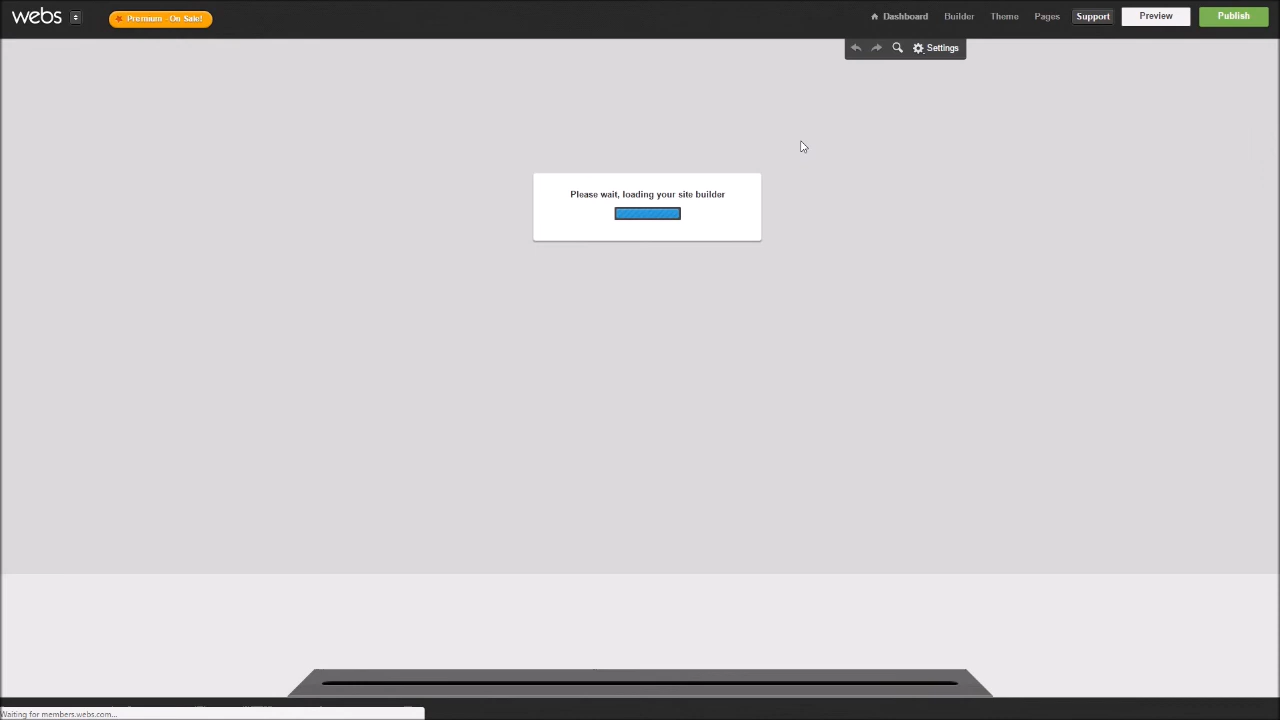 webs
Premium - On Sale!
Dashboard
Builder
Theme
Pages
Support
Preview
Publish
Settings
Please wait, loading your site builder
Waiting for members.webs.com...